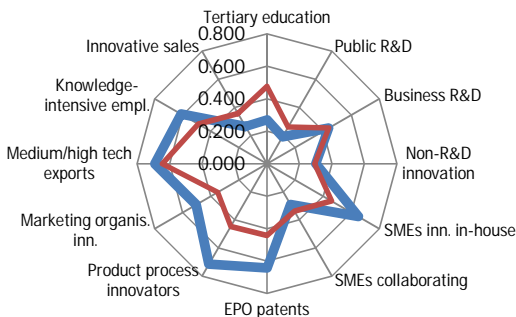 Tertiary education
0.800
Innovative sales
Public R&D
0.600
Knowledge-
intensive empl.
0.400
Business R&D
0.200
Medium/high tech
exports
0.000
Non-R&D
innovation
Marketing organis.
inn.
SMEs inn. in-house
Product process
innovators
SMEs collaborating
EPO patents